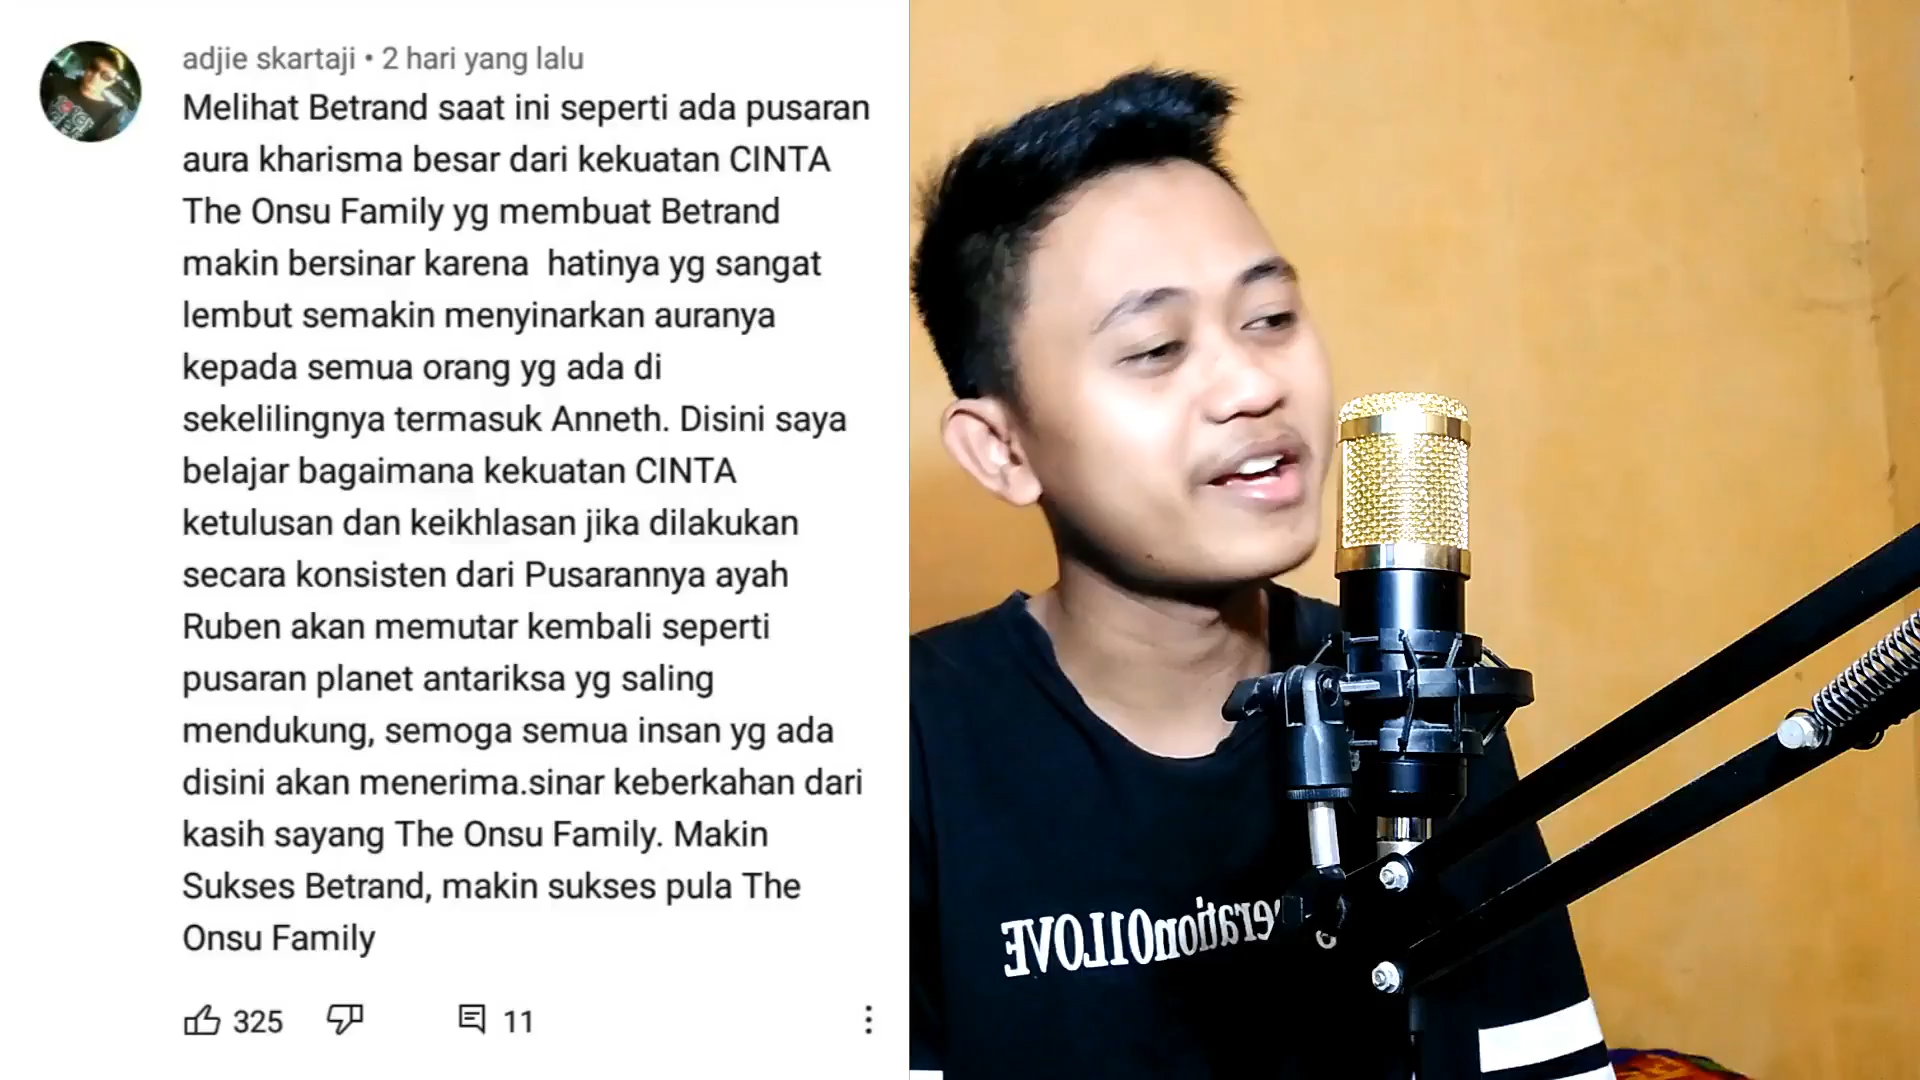 adjie skartaji • 2 hari yang lalu
Melihat Betrand saat ini seperti ada pusaran
aura kharisma besar dari kekuatan CINTA
The Onsu Family yg membuat Betrand
makin bersinar karena  hatinya yg sangat
lembut semakin menyinarkan auranya
kepada semua orang yg ada di
sekelilingnya termasuk Anneth. Disini saya
belajar bagaimana kekuatan CINTA
ketulusan dan keikhlasan jika dilakukan
secara konsisten dari Pusarannya ayah
Ruben akan memutar kembali seperti
pusaran planet antariksa yg saling
mendukung, semoga semua insan yg ada
disini akan menerima.sinar keberkahan dari
kasih sayang The Onsu Family. Makin
Sukses Betrand, makin sukses pula The
Onsu Family
325 11
eration01LOVE